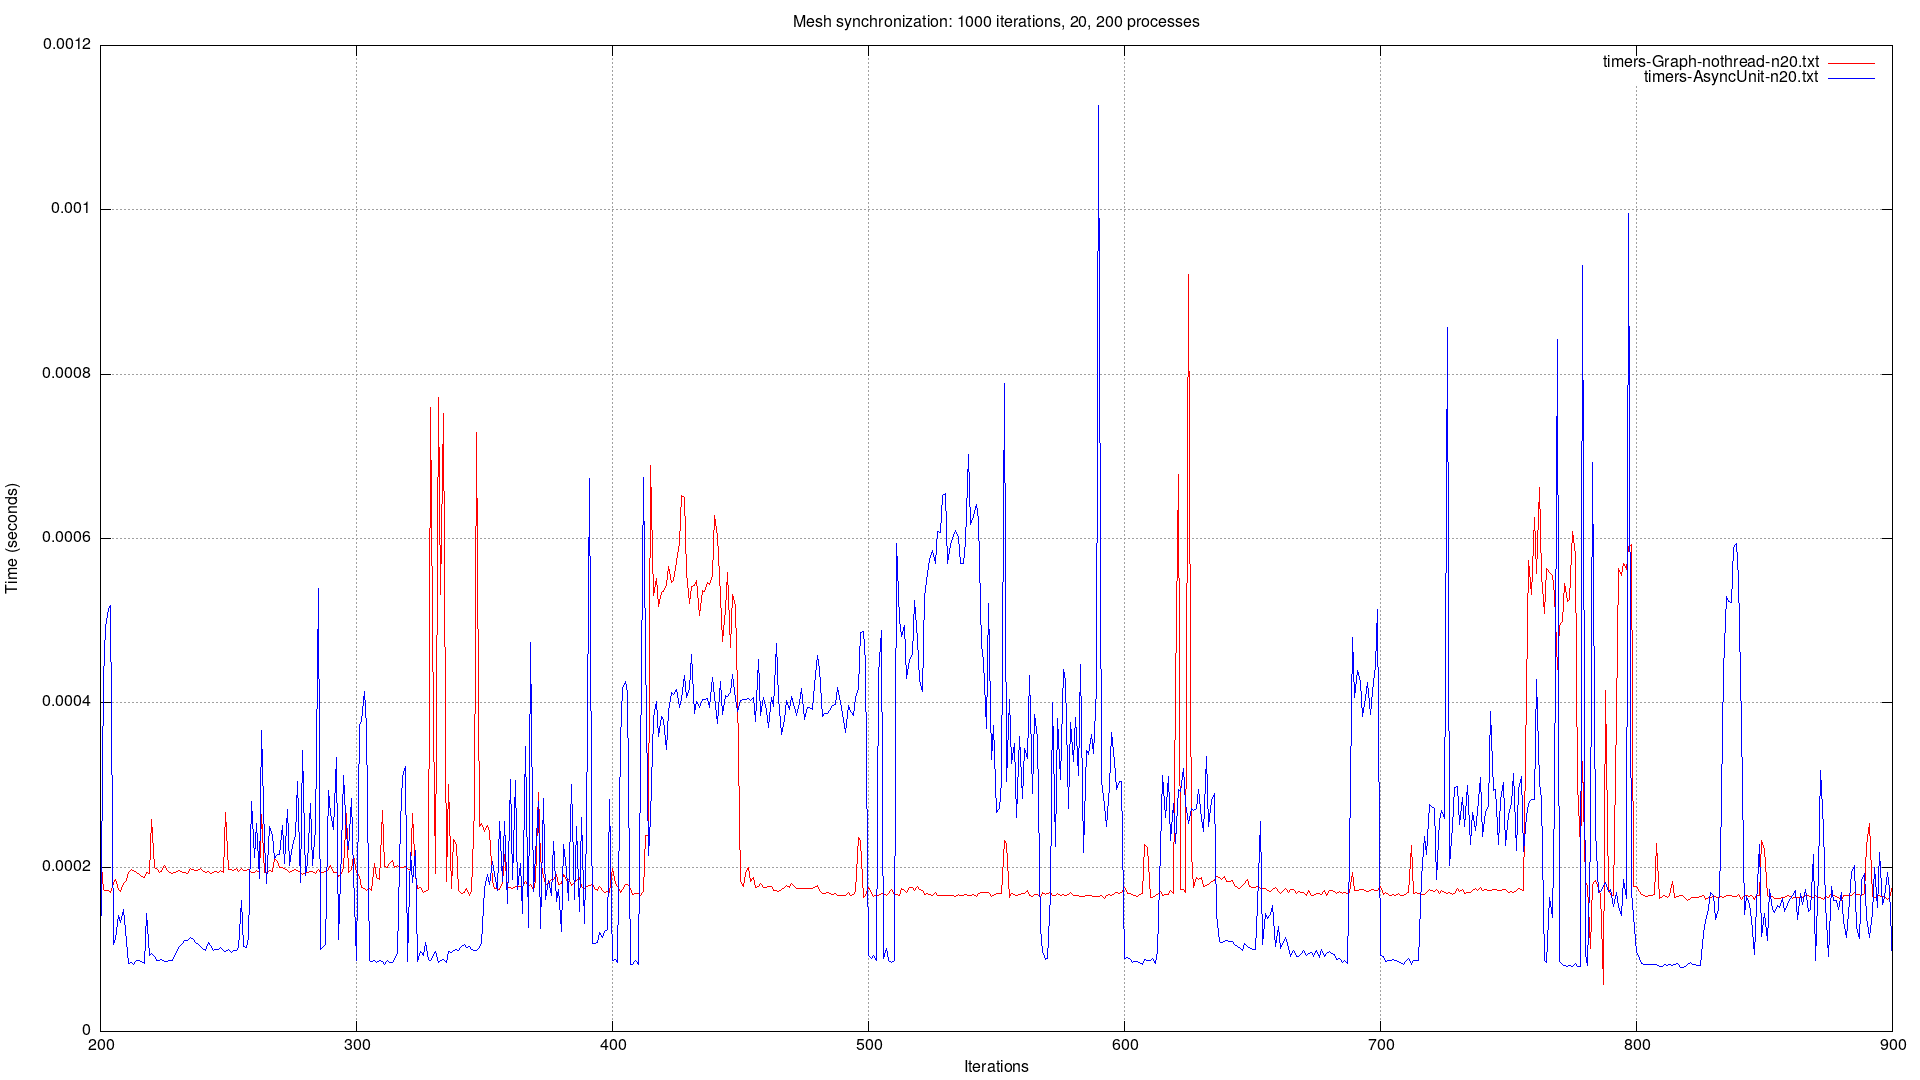 Mesh synchronization: 1000 iterations, 20, 200 processes
timers-Graph-nothread-n20.txt
timers-AsyncUnit-n20.txt
0.0012
0.001
0.0008
0.0006
0.0004
0.0002
0
Time (seconds)
200 300 400 500 600 700 800 900
Iterations